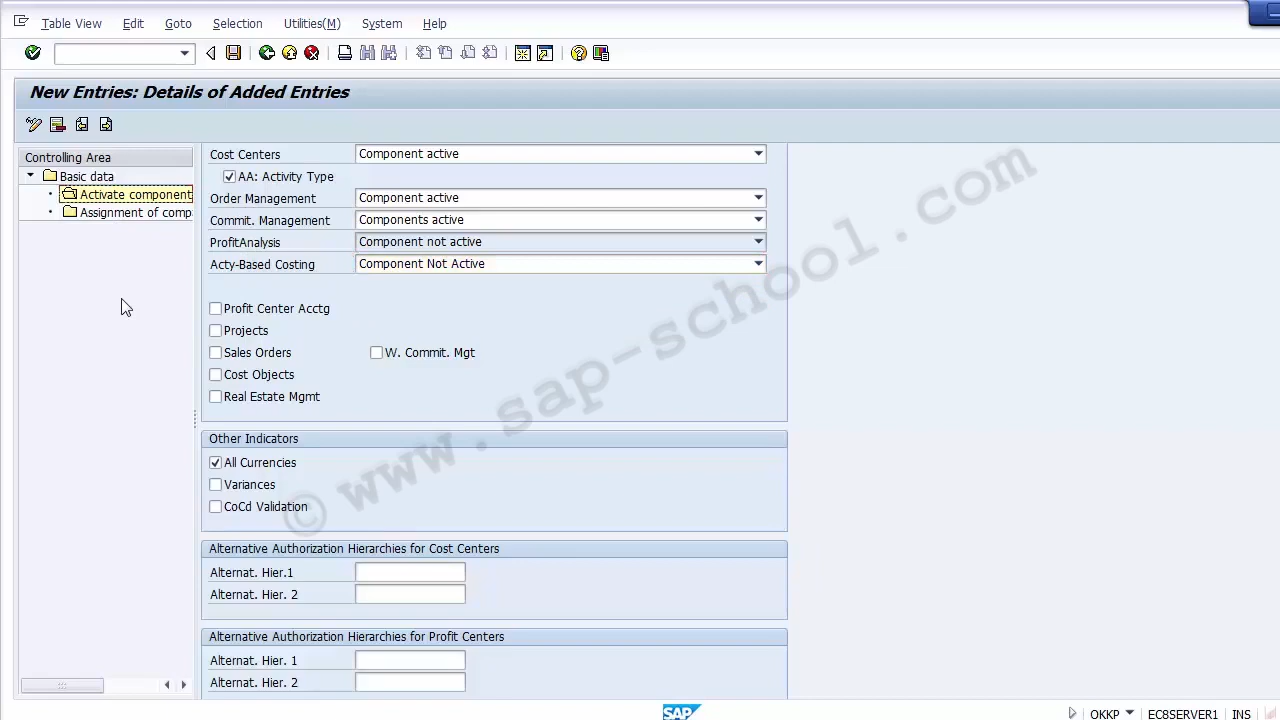 Table View Edit Goto Selection Utilities(M) System Help
New Entries: Details of Added Entries
Controlling Area
Basic data
Activate component
Assignment of comp
Cost Centers Component active
AA: Activity Type
Order Management Component active
Commit. Management Components active
ProfitAnalysis Component not active
Acty-Based Costing Component Not Active
Profit Center Acctg
Projects
Sales Orders W. Commit. Mgt
Cost Objects
Real Estate Mgmt
Other Indicators
All Currencies
Variances
CoCd Validation
Alternative Authorization Hierarchies for Cost Centers
Alternat. Hier.1
Alternat. Hier. 2
Alternative Authorization Hierarchies for Profit Centers
Alternat. Hier. 1
Alternat. Hier. 2
© www.sap-school.com
SAP OKKP EC8SERVER1 INS